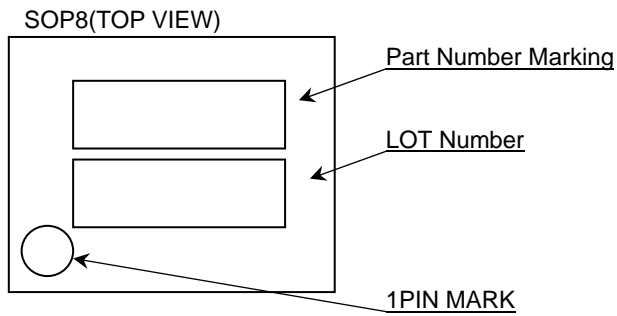 SOP8(TOP VIEW)
Part Number Marking
LOT Number
1PIN MARK